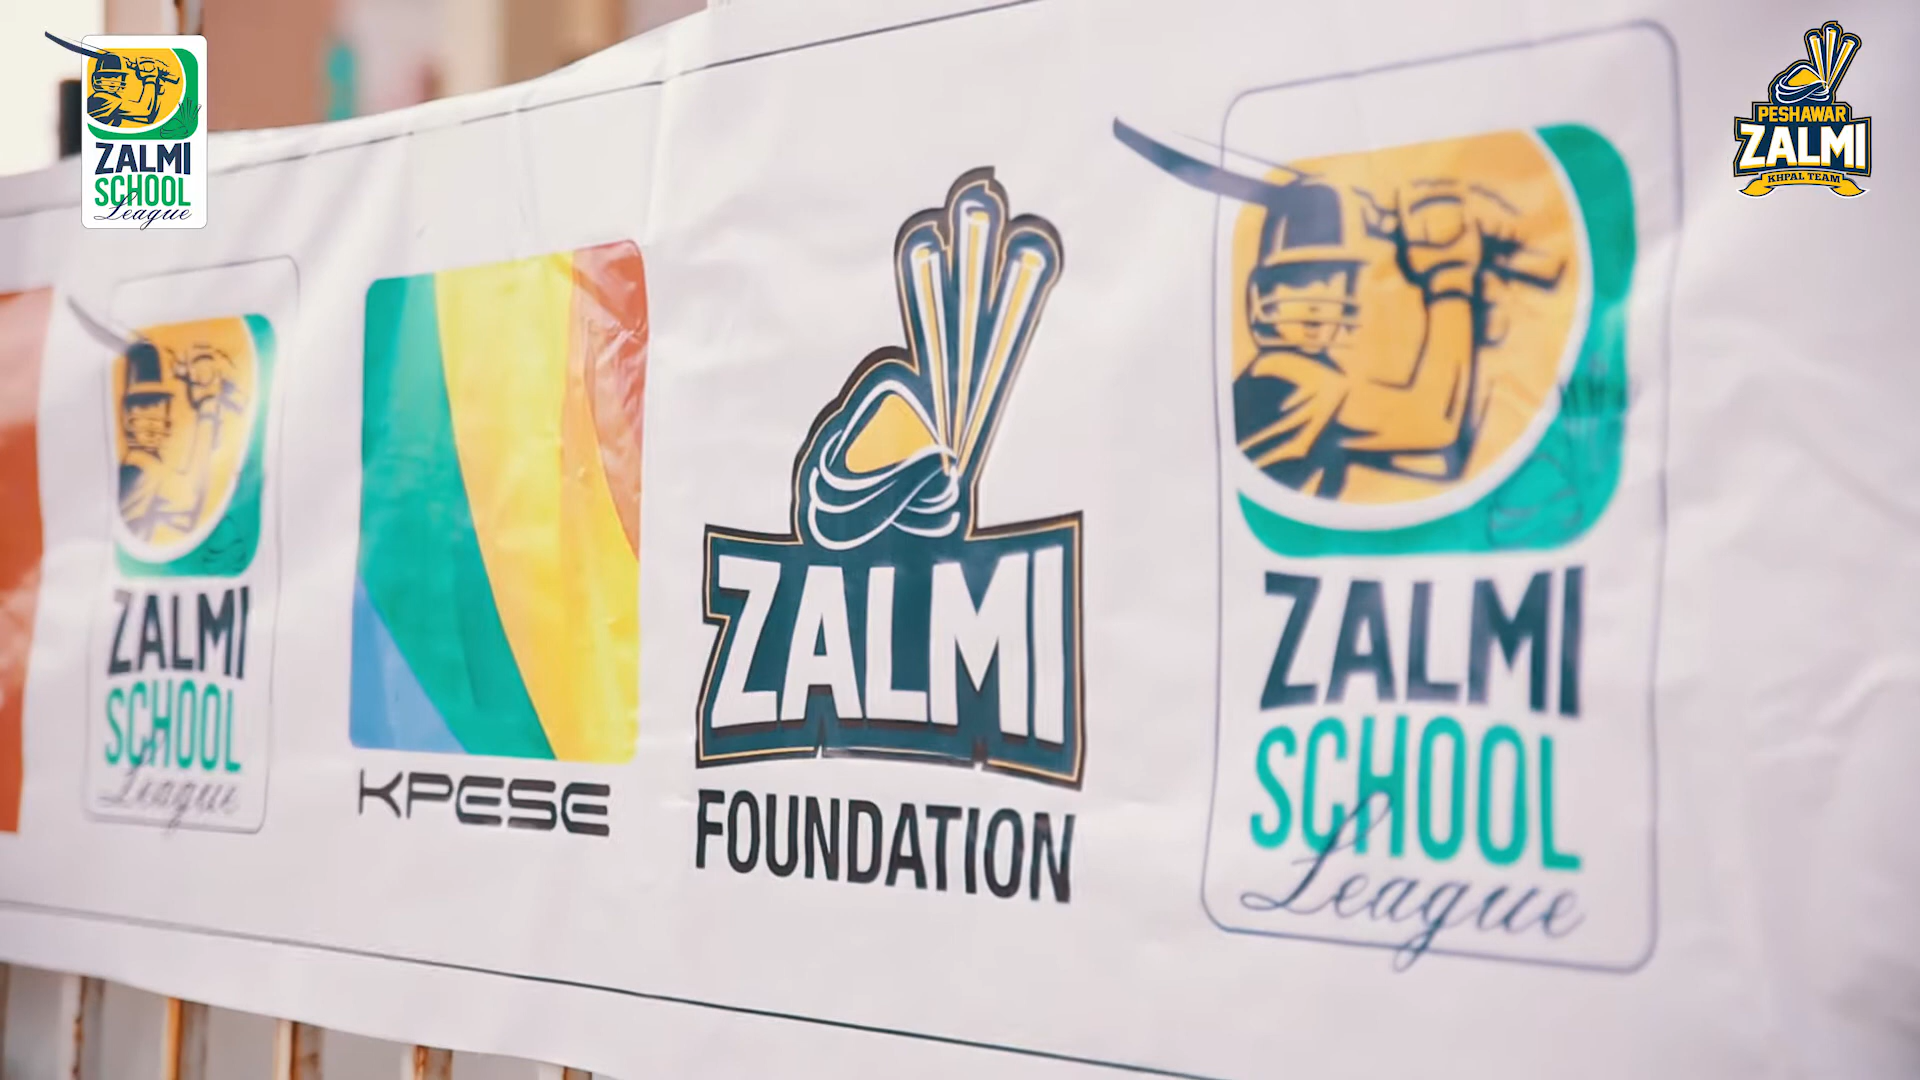 ZALMI
SCHOOL
League
PESHAWAR
ZALMI
KHPAL TEAM
ZALMI
SCHOOL
League
KPESE
ZALMI
FOUNDATION
ZALMI
SCHOOL
League